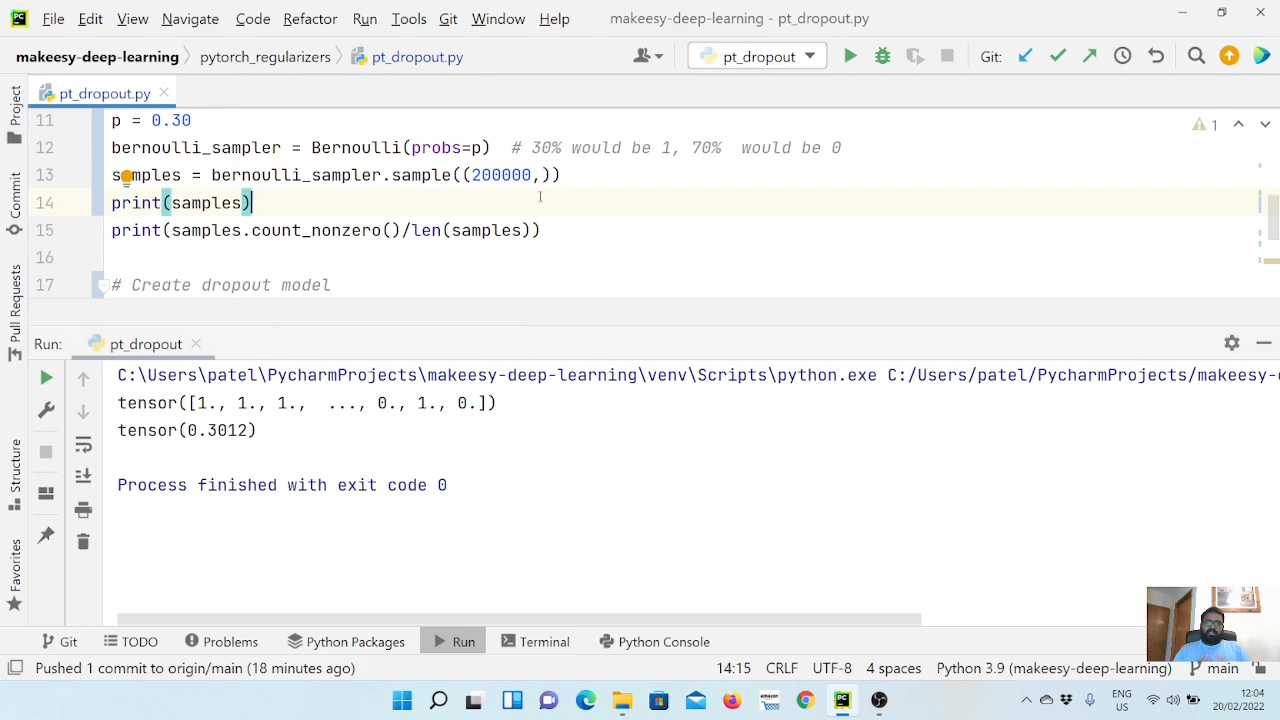 PC File Edit View Navigate Code Refactor Run Tools Git Window Help makeesy-deep-learning - pt_dropout.py
makeesy-deep-learning pytorch_regularizers pt_dropout.py pt_dropout Git:
Project
pt_dropout.py
11 p = 0.30
1
12 bernoulli_sampler = Bernoulli(probs=p) # 30% would be 1, 70% would be 0
Commit
13 samples = bernoulli_sampler.sample((200000,))
14 print(samples)
15 print(samples.count_nonzero()/len(samples))
16
17 # Create dropout model
Pull Requests
Run: pt_dropout
C:\Users\patel\PycharmProjects\makeesy-deep-learning\venv\Scripts\python.exe C:/Users/patel/PycharmProjects/makeesy-d
tensor([1., 1., 1., ..., 0., 1., 0.])
tensor(0.3012)
Structure
Process finished with exit code 0
Favorites
Git TODO Problems Python Packages Run Terminal Python Console
Pushed 1 commit to origin/main (18 minutes ago) 14:15 CRLF UTF-8 4 spaces Python 3.9 (makeesy-deep-learning) main
PC
ENG
US
12:04
20/02/2022